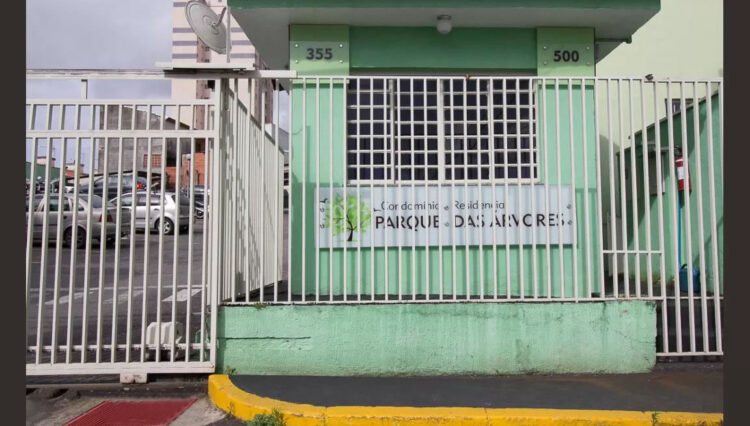 355
500
Condomínio Residencial
PARQUE DAS ÁRVORES